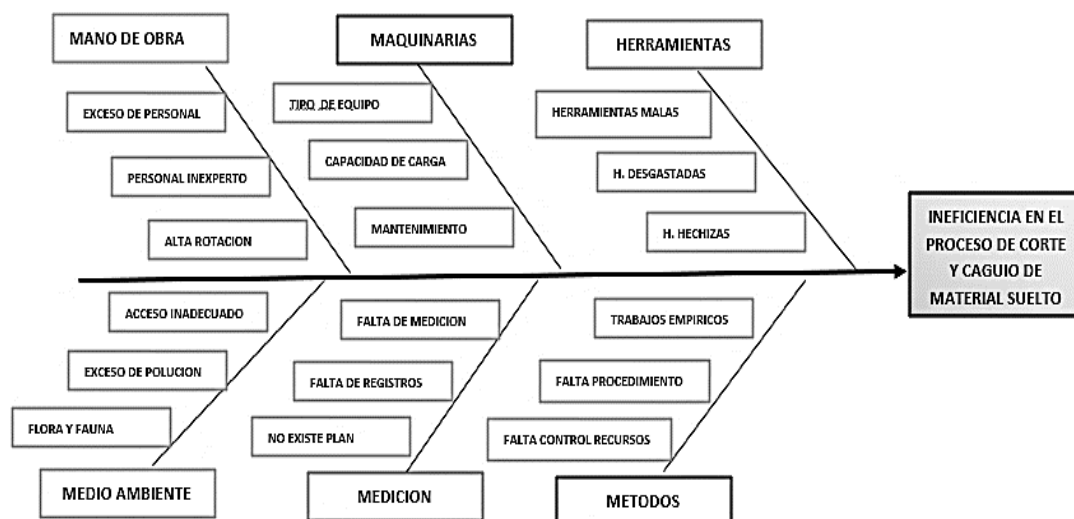 MANO DE OBRA
MAQUINARIAS
HERRAMIENTAS
EXCESO DE PERSONAL
TIPO DE EQUIPO
HERRAMIENTAS MALAS
PERSONAL INEXPERTO
CAPACIDAD DE CARGA
H. DESGASTADAS
ALTA ROTACION
MANTENIMIENTO
H. HECHIZAS
INEFICIENCIA EN EL
PROCESO DE CORTE
Y CAGUIO DE
MATERIAL SUELTO
ACCESO INADECUADO
FALTA DE MEDICION
TRABAJOS EMPIRICOS
EXCESO DE POLUCION
FALTA DE REGISTROS
FALTA PROCEDIMIENTO
FLORA Y FAUNA
NO EXISTE PLAN
FALTA CONTROL RECURSOS
MEDIO AMBIENTE
MEDICION
METODOS